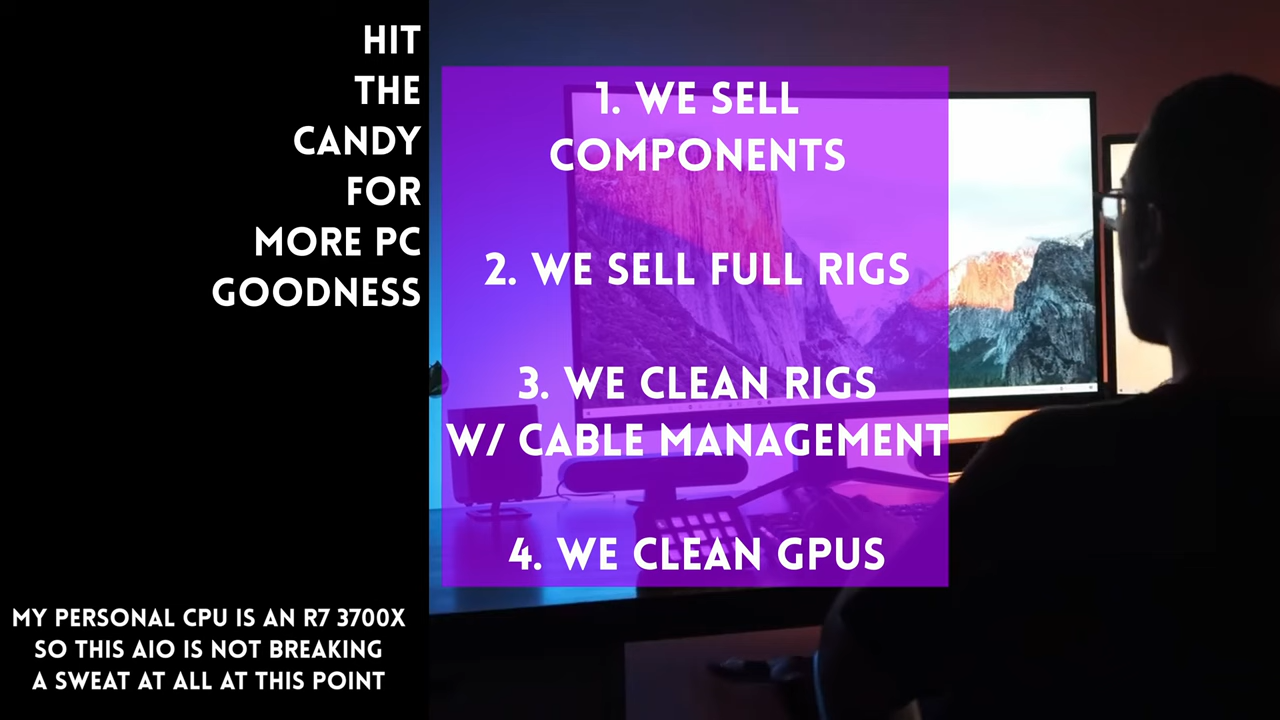 HIT
THE
CANDY
FOR
MORE PC
GOODNESS
1. WE SELL
COMPONENTS
2. WE SELL FULL RIGS
3. WE CLEAN RIGS
W/ CABLE MANAGEMENT
4. WE CLEAN GPUS
MY PERSONAL CPU IS AN R7 3700X
SO THIS AIO IS NOT BREAKING
A SWEAT AT ALL AT THIS POINT